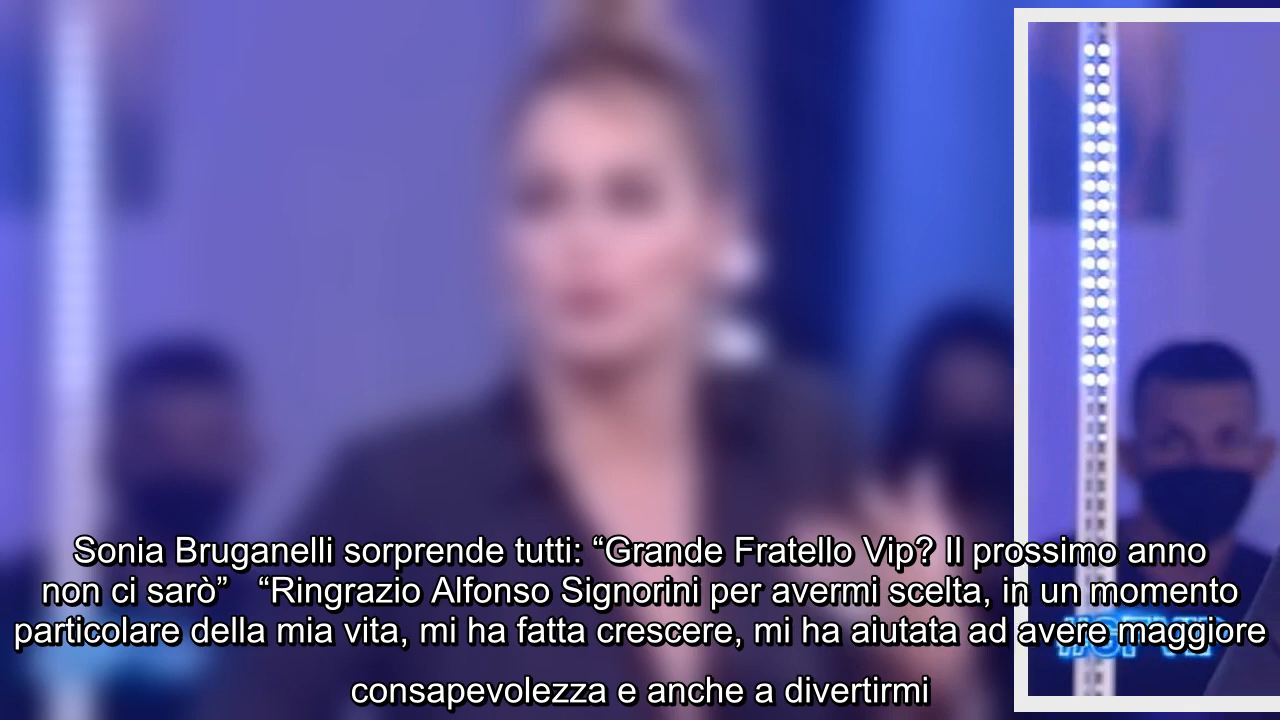 Sonia Bruganelli sorprende tutti: “Grande Fratello Vip? Il prossimo anno
non ci sarò” “Ringrazio Alfonso Signorini per avermi scelta, in un momento
particolare della mia vita, mi ha fatta crescere, mi ha aiutata ad avere maggiore
consapevolezza e anche a divertirmi